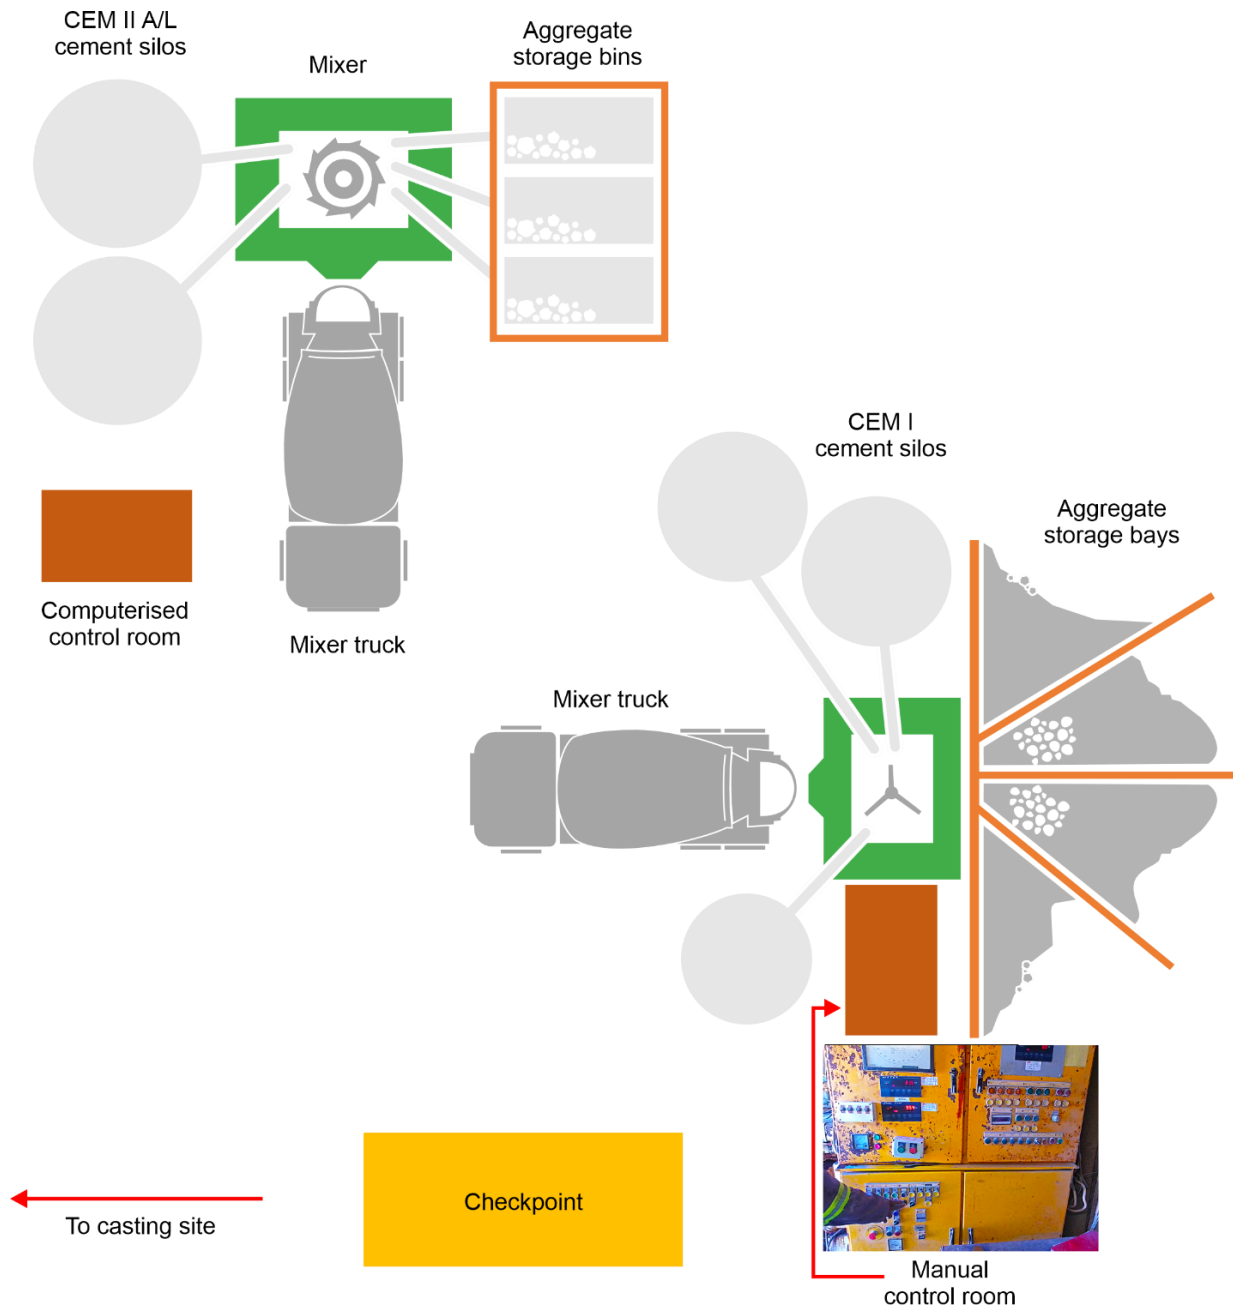 CEM II A/L
cement silos
Mixer
Aggregate
storage bins
CEM I
cement silos
Aggregate
storage bays
Computerised
control room
Mixer truck
Mixer truck
Checkpoint
To casting site
Manual
control room